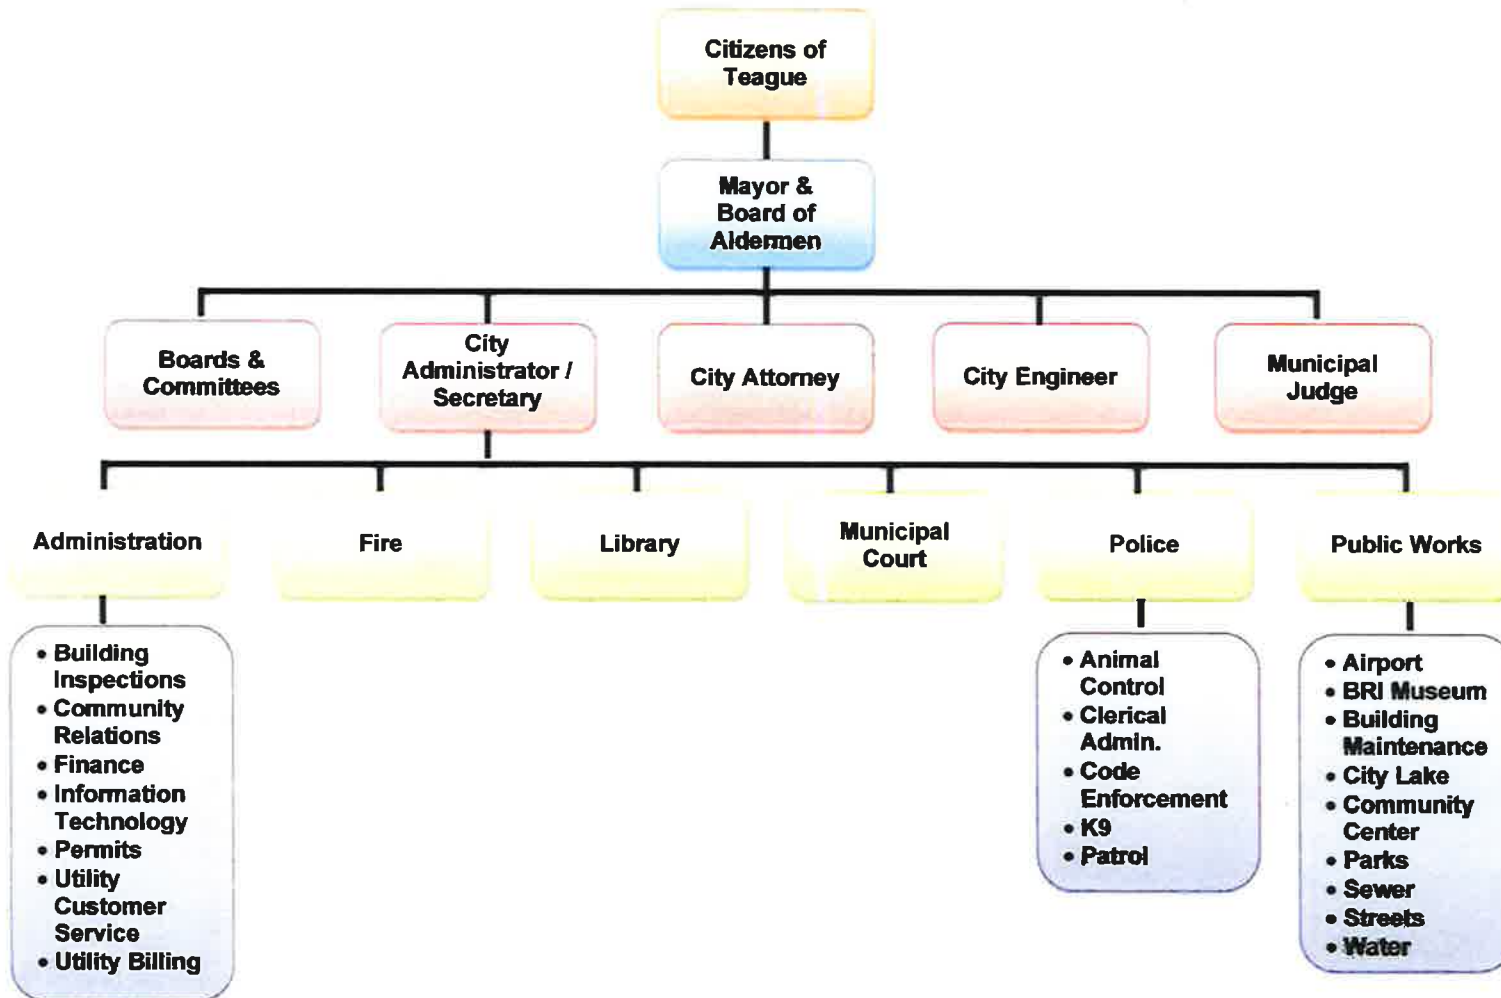 Citizens of
Teague
Mayor &
Board of
Aldermen
Boards &
Committees
City
Administrator /
Secretary
City Attorney
City Engineer
Municipal
Judge
Administration
Fire
Library
Municipal
Court
Police
Public Works
• Building
Inspections
• Community
Relations
• Finance
• Information
Technology
• Permits
• Utility
Customer
Service
• Utility Billing
• Animal
Control
• Clerical
Admin.
• Code
Enforcement
• K9
• Patrol
• Airport
• BRI Museum
• Building
Maintenance
• City Lake
• Community
Center
• Parks
• Sewer
• Streets
• Water